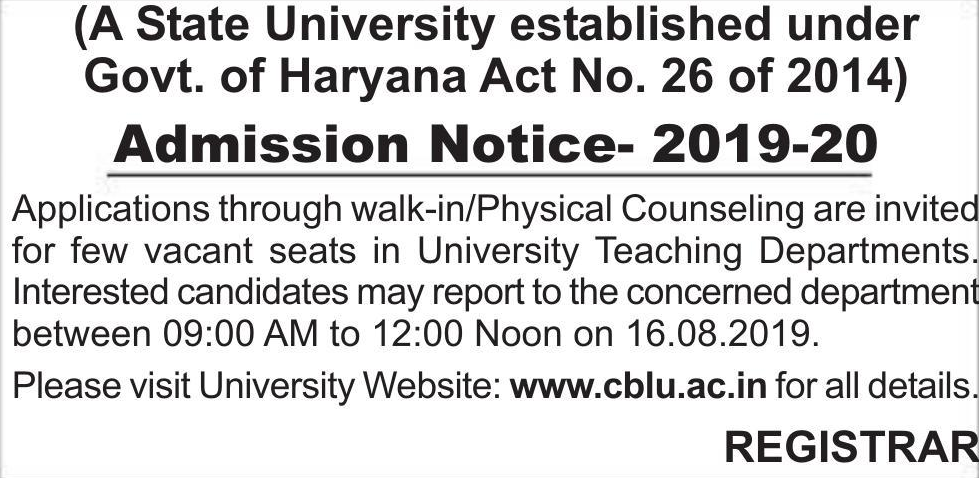 (A State University established under
Govt. of Haryana Act No. 26 of 2014)
Admission Notice- 2019-20
Applications through walk-in/Physical Counseling are invited
for few vacant seats in University Teaching Departments.
Interested candidates may report to the concerned department
between 09:00 AM to 12:00 Noon on 16.08.2019.
Please visit University Website: www.cblu.ac.in for all details.
REGISTRAR